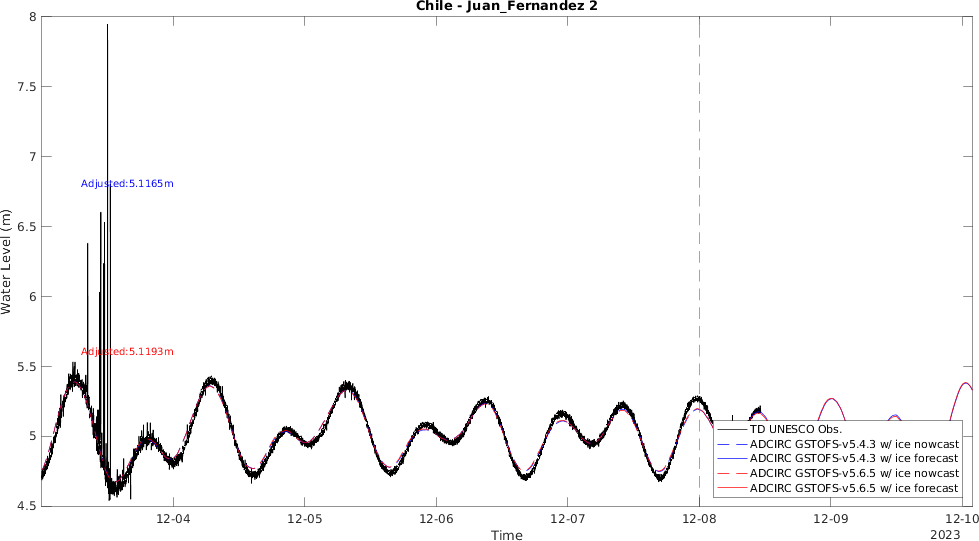 Chile - Juan_Fernandez 2
8
7.5
7
6.5
6
5.5
5
4.5
Water Level (m)
Adjusted:5.1165m
Adjusted:5.1193m
TD UNESCO Obs.
ADCIRC GSTOFS-v5.4.3 w/ ice nowcast
ADCIRC GSTOFS-v5.4.3 w/ ice forecast
ADCIRC GSTOFS-v5.6.5 w/ ice nowcast
ADCIRC GSTOFS-v5.6.5 w/ ice forecast
12-04 12-05 12-06 12-07 12-08 12-09 12-10
Time
2023